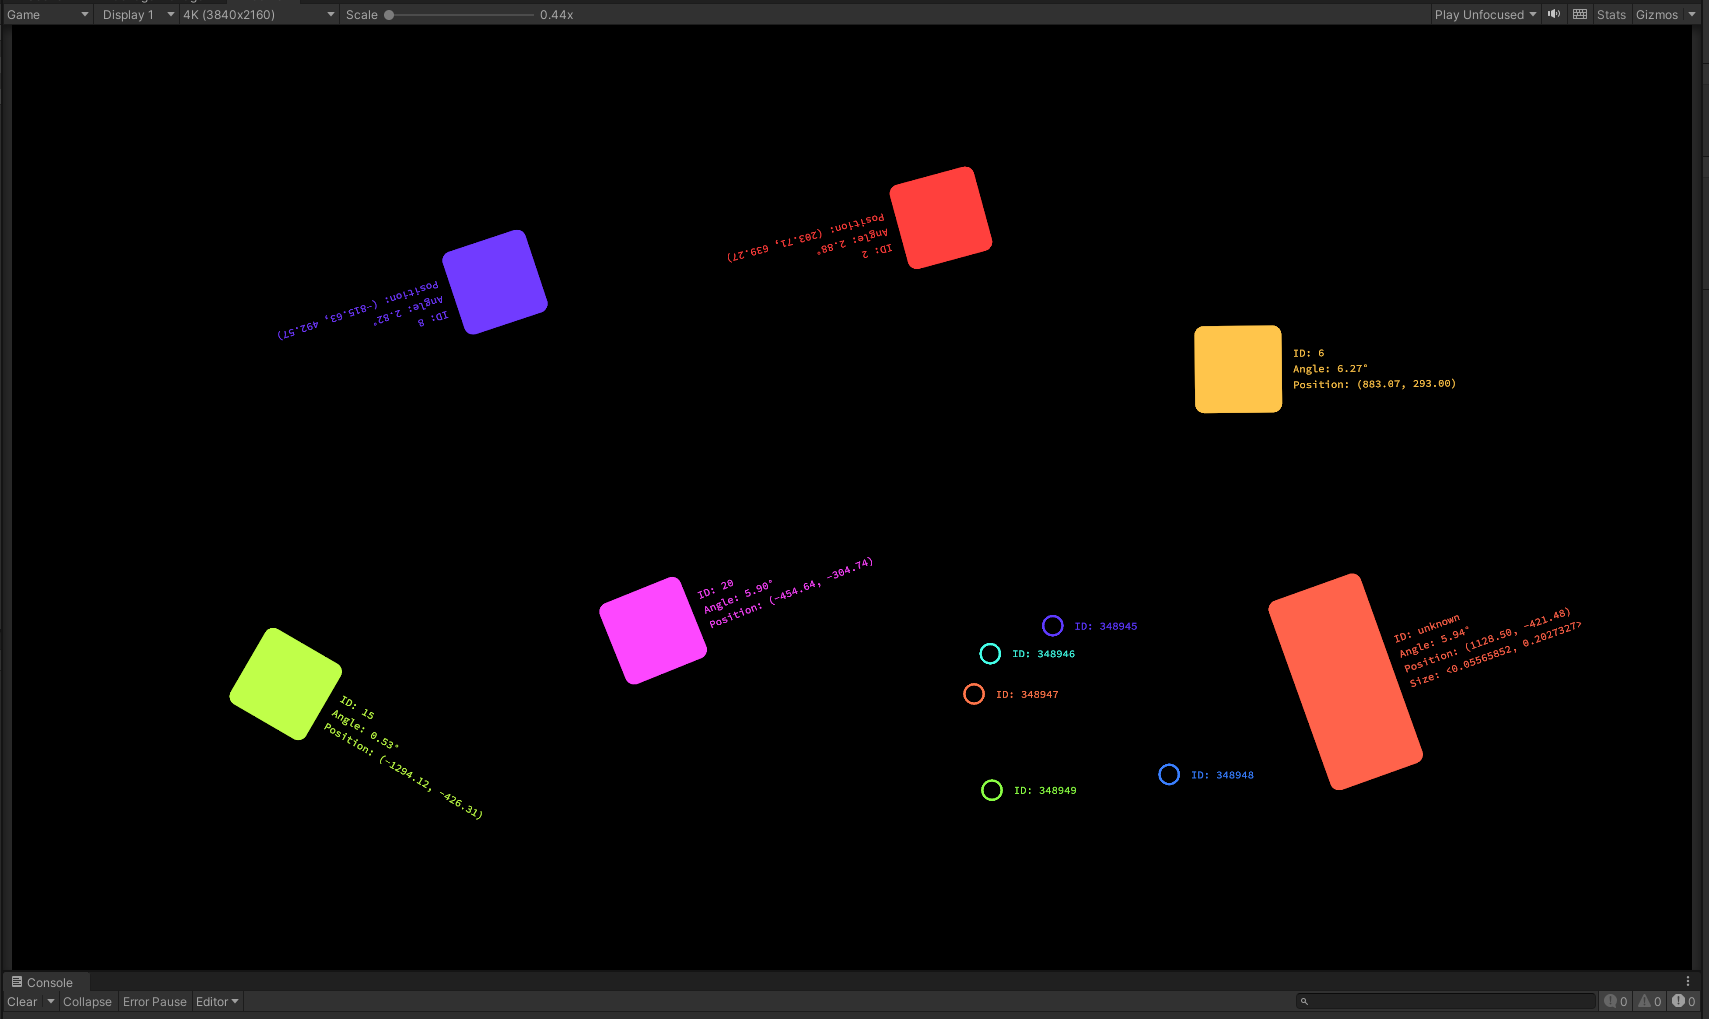 Game
Display 1
4K (3840x2160)
Scale
0.44x
Play Unfocused
Stats
Gizmos
ID: 2
Angle: 2.88°
Position: (203.71, 639.27)
ID: 8
Angle: 2.82°
Position: (-815.63, 492.57)
ID: 6
Angle: 6.27°
Position: (883.07, 293.00)
ID: 20
Angle: 5.90°
Position: (-454.64, -304.74)
ID: 348945
ID: 348946
ID: 348947
ID: 348948
ID: 348949
ID: unknown
Angle: 5.94°
Position: (1128.50, -421.48)
Size: <0.05565852, 0.2027327>
ID: 15
Angle: 0.53°
Position: (-1294.12, -426.31)
Console
Clear
Collapse
Error Pause
Editor
0
0
0